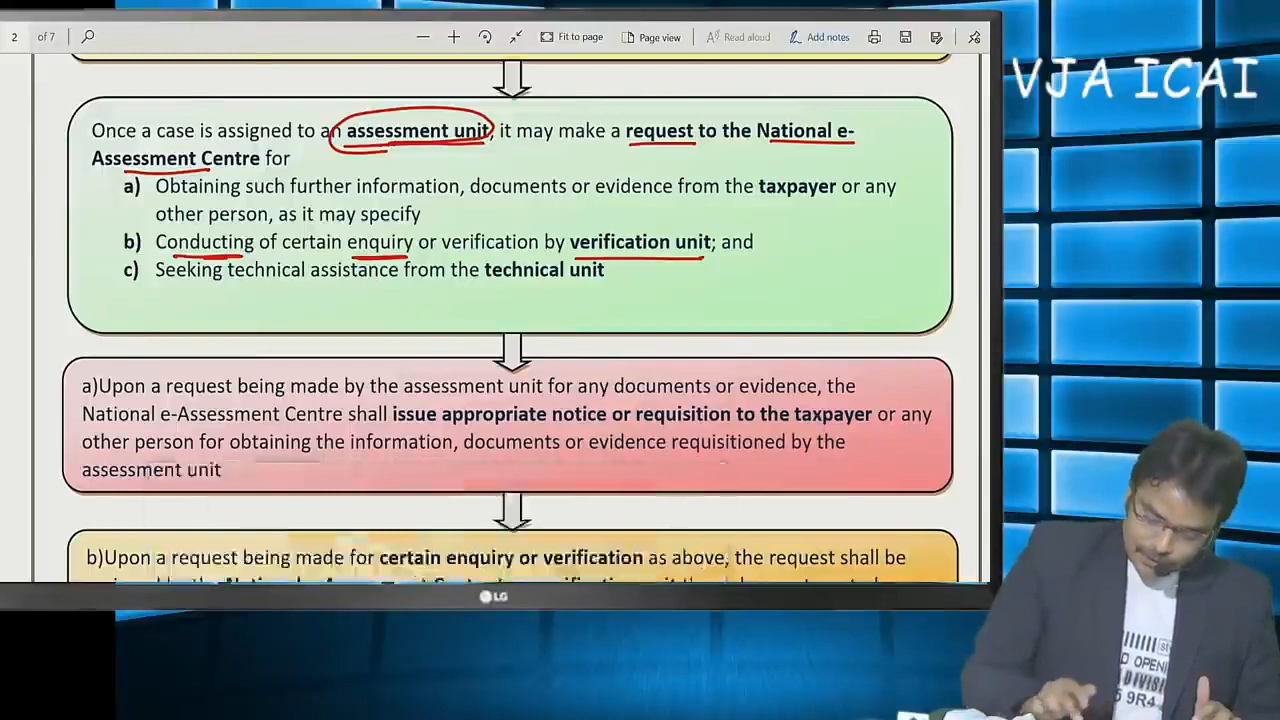 2 of 7
Fit to page
Page view
Read aloud
Add notes
VJA ICAI
Once a case is assigned to an assessment unit, it may make a request to the National e-
Assessment Centre for
a) Obtaining such further information, documents or evidence from the taxpayer or any
other person, as it may specify
b) Conducting of certain enquiry or verification by verification unit; and
c) Seeking technical assistance from the technical unit
a)Upon a request being made by the assessment unit for any documents or evidence, the
National e-Assessment Centre shall issue appropriate notice or requisition to the taxpayer or any
other person for obtaining the information, documents or evidence requisitioned by the
assessment unit
b)Upon a request being made for certain enquiry or verification as above, the request shall be
LG
OPEN
DIVIS
9R4